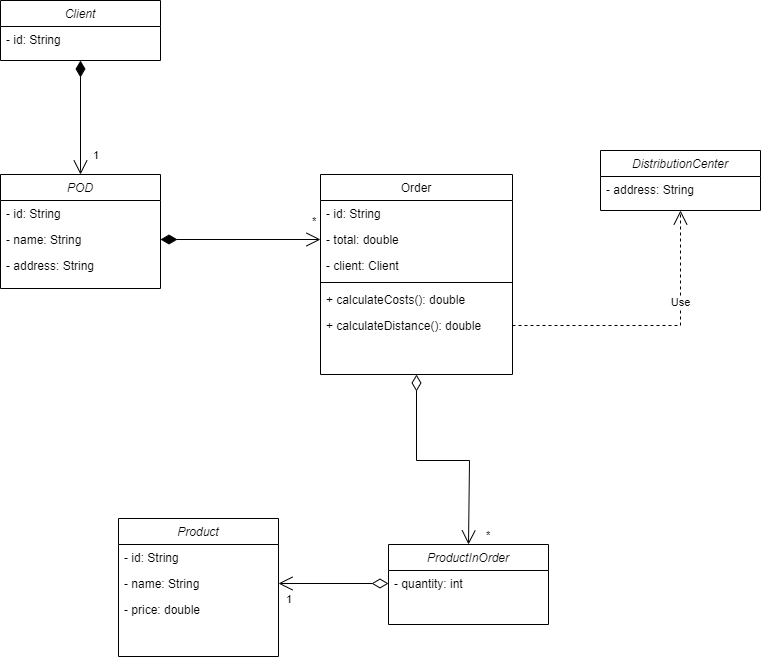 Client
- id: String
1
POD
- id: String
- name: String
- address: String
*
Order
- id: String
- total: double
- client: Client
+ calculateCosts(): double
+ calculateDistance(): double
DistributionCenter
- address: String
Use
*
Product
- id: String
- name: String
- price: double
1
ProductInOrder
- quantity: int